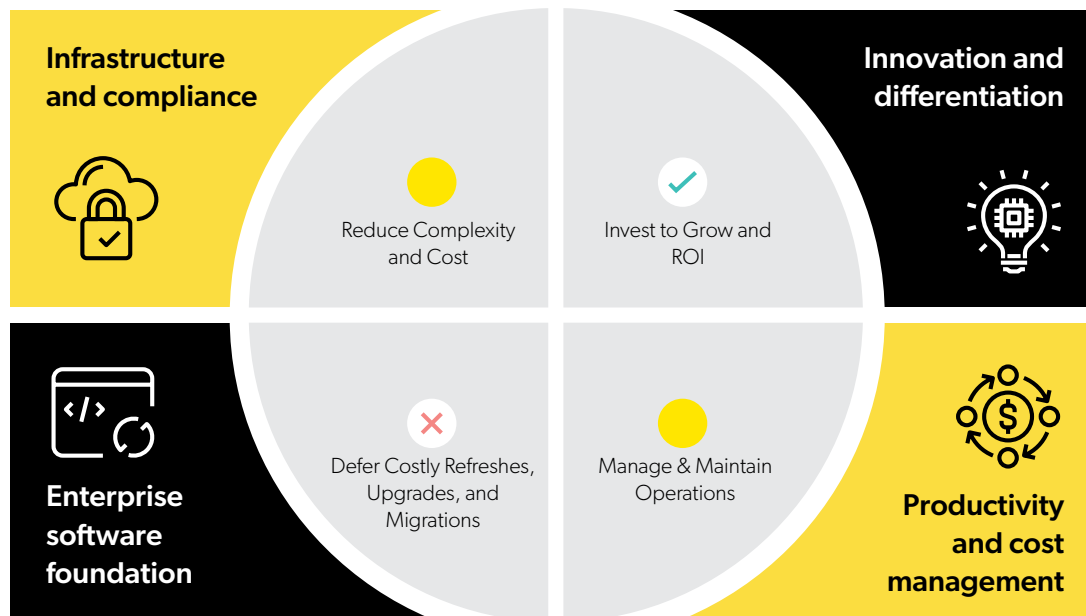 Infrastructure
and compliance
Innovation and
differentiation
Reduce Complexity
and Cost
Invest to Grow and
ROI
</>
$
Defer Costly Refreshes,
Upgrades, and
Migrations
Manage & Maintain
Operations
Enterprise
software
foundation
Productivity
and cost
management